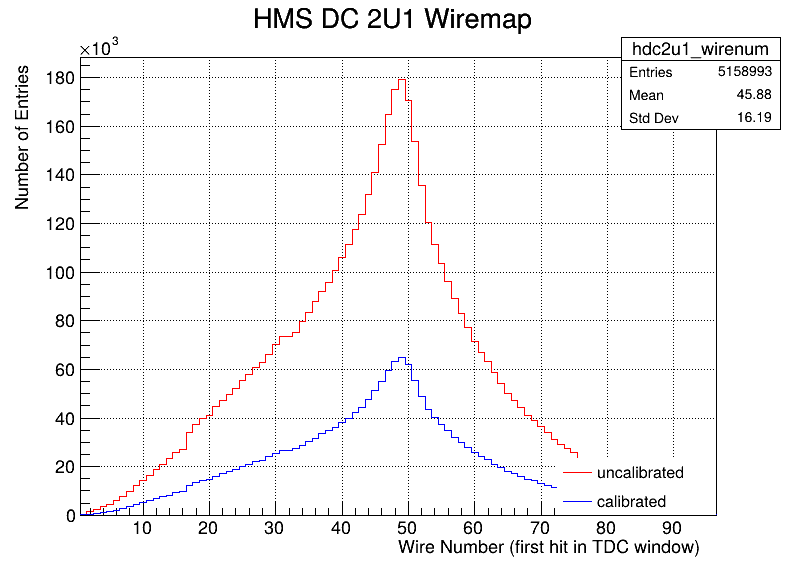 HMS DC 2U1 Wiremap
×10³
hdc2u1_wirenum
Entries 5158993
Mean 45.88
Std Dev 16.19
Number of Entries
180
160
140
120
100
80
60
40
20
0
uncalibrated
calibrated
10 20 30 40 50 60 70 80 90
Wire Number (first hit in TDC window)